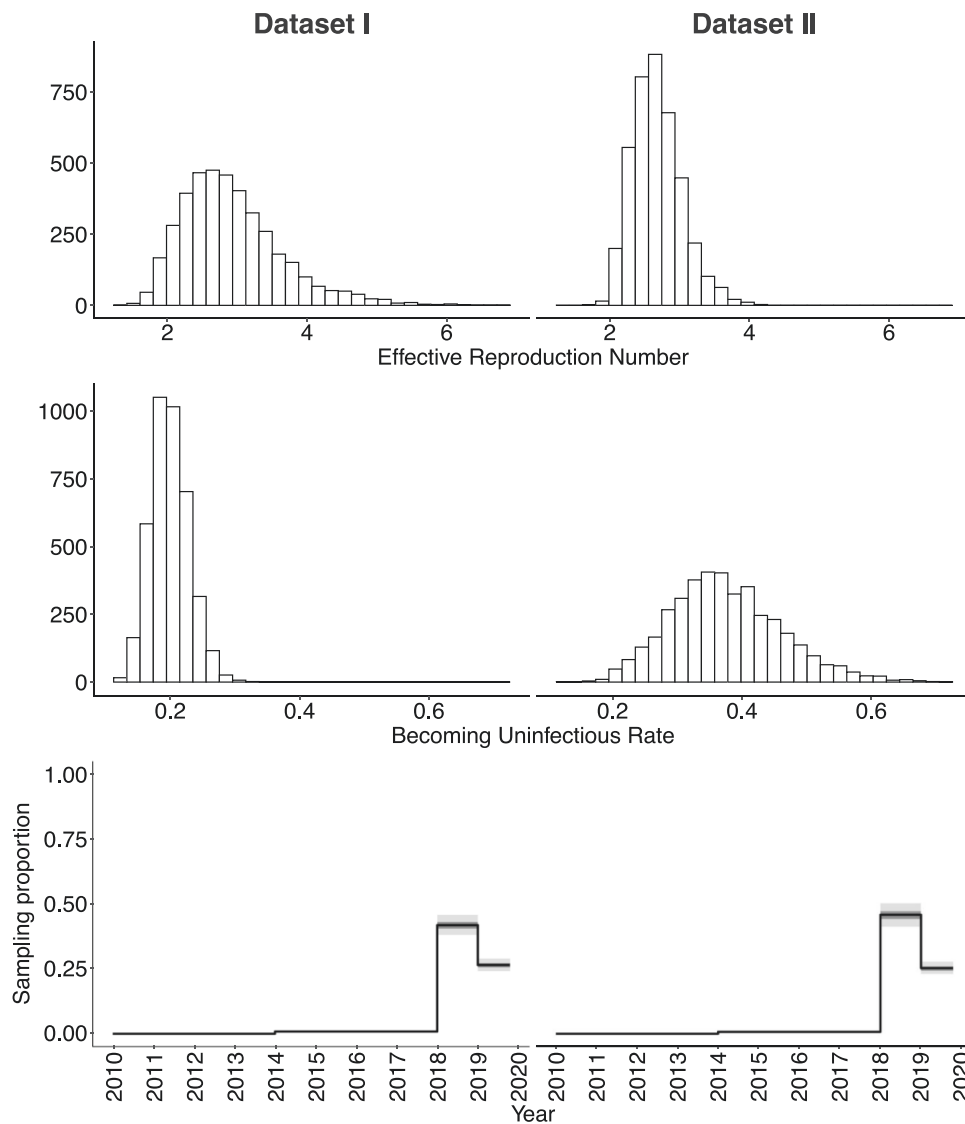 Dataset I Dataset II
750
500
250
0
2 4 6 2 4 6
Effective Reproduction Number
1000
750
500
250
0
0.2 0.4 0.6 0.2 0.4 0.6
Becoming Uninfectious Rate
1.00
0.75
0.50
0.25
0.00
Sampling proportion
2010 2011 2012 2013 2014 2015 2016 2017 2018 2019 2020 2010 2011 2012 2013 2014 2015 2016 2017 2018 2019 2020
Year